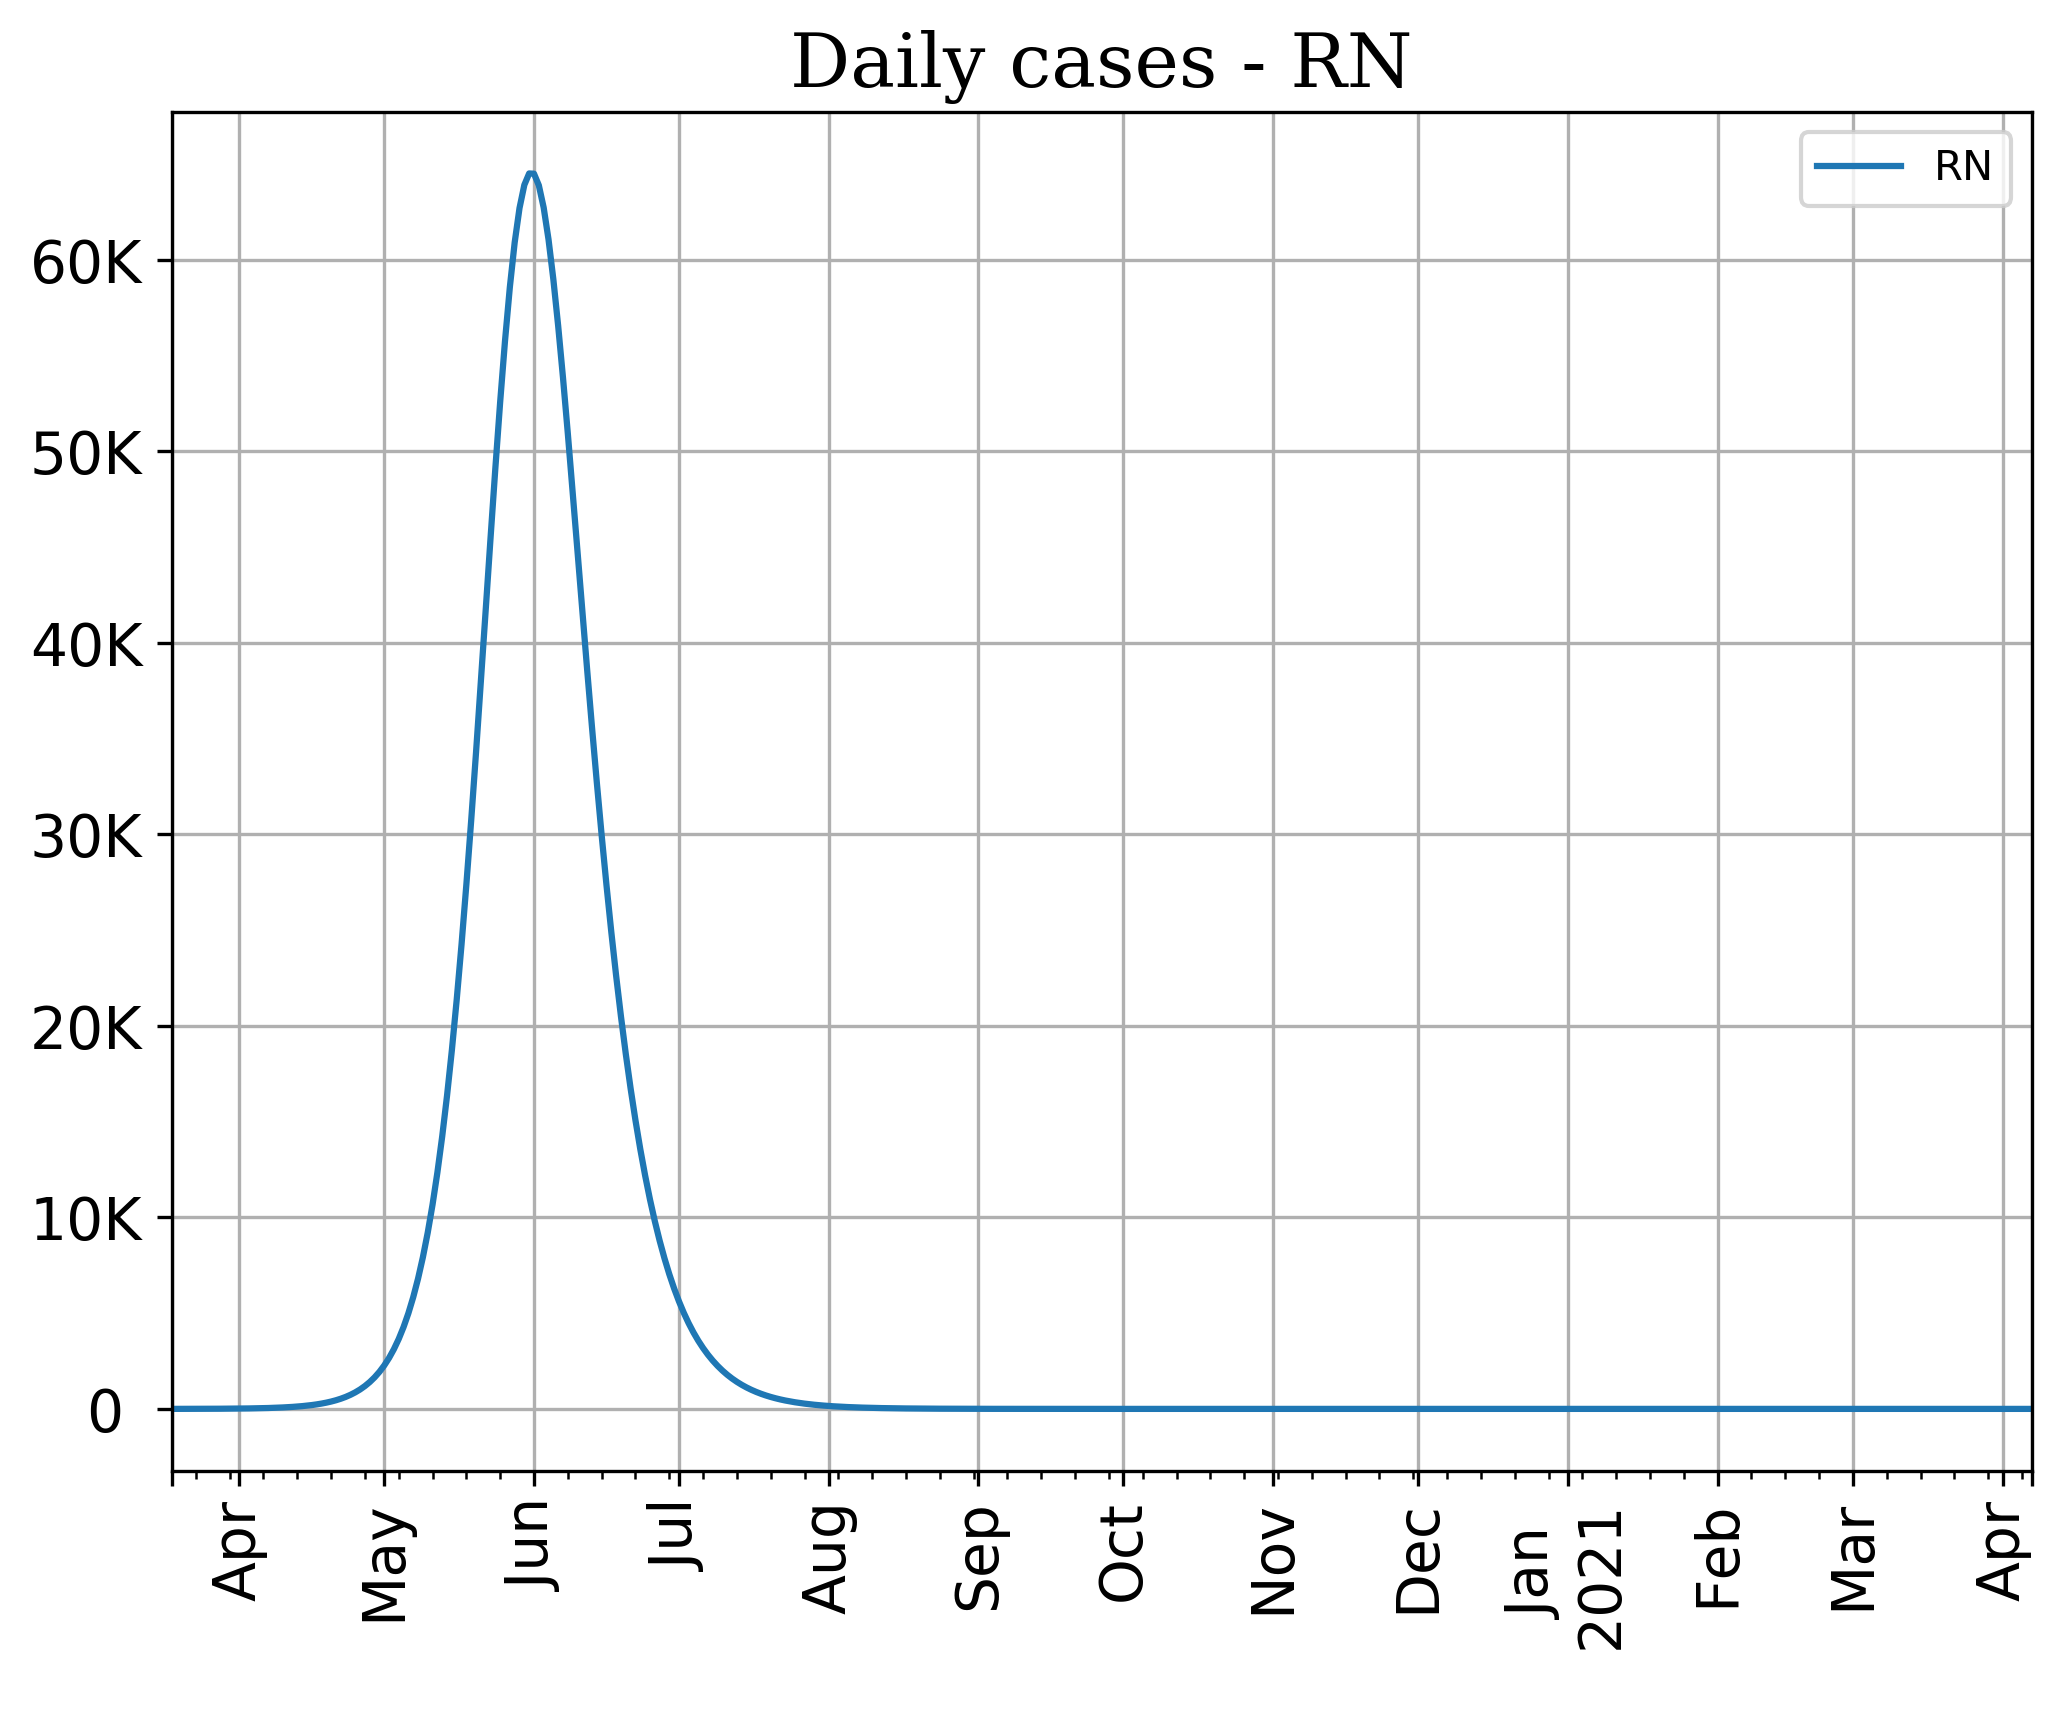 Daily cases - RN
RN
60K
50K
40K
30K
20K
10K
0
Apr
May
Jun
Jul
Aug
Sep
Oct
Nov
Dec
Jan
2021
Feb
Mar
Apr